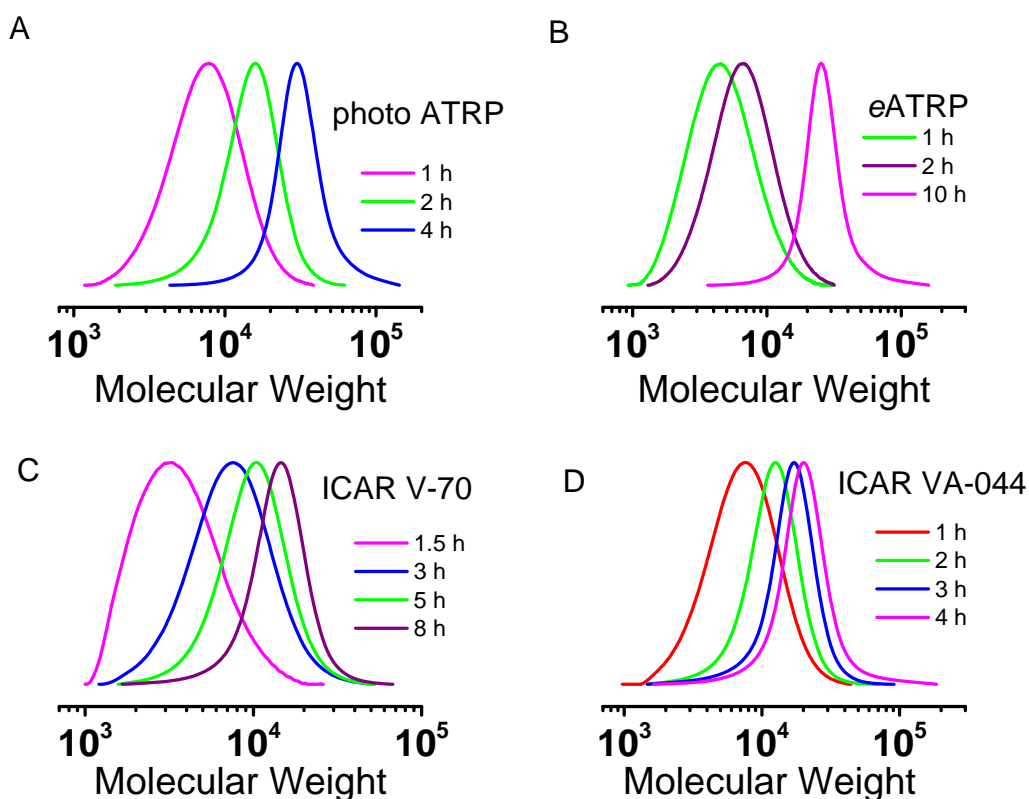 A
photo ATRP
1 h
2 h
4 h
10³ 10⁴ 10⁵
Molecular Weight
B
eATRP
1 h
2 h
10 h
10³ 10⁴ 10⁵
Molecular Weight
C
ICAR V-70
1.5 h
3 h
5 h
8 h
10³ 10⁴ 10⁵
Molecular Weight
D
ICAR VA-044
1 h
2 h
3 h
4 h
10³ 10⁴ 10⁵
Molecular Weight